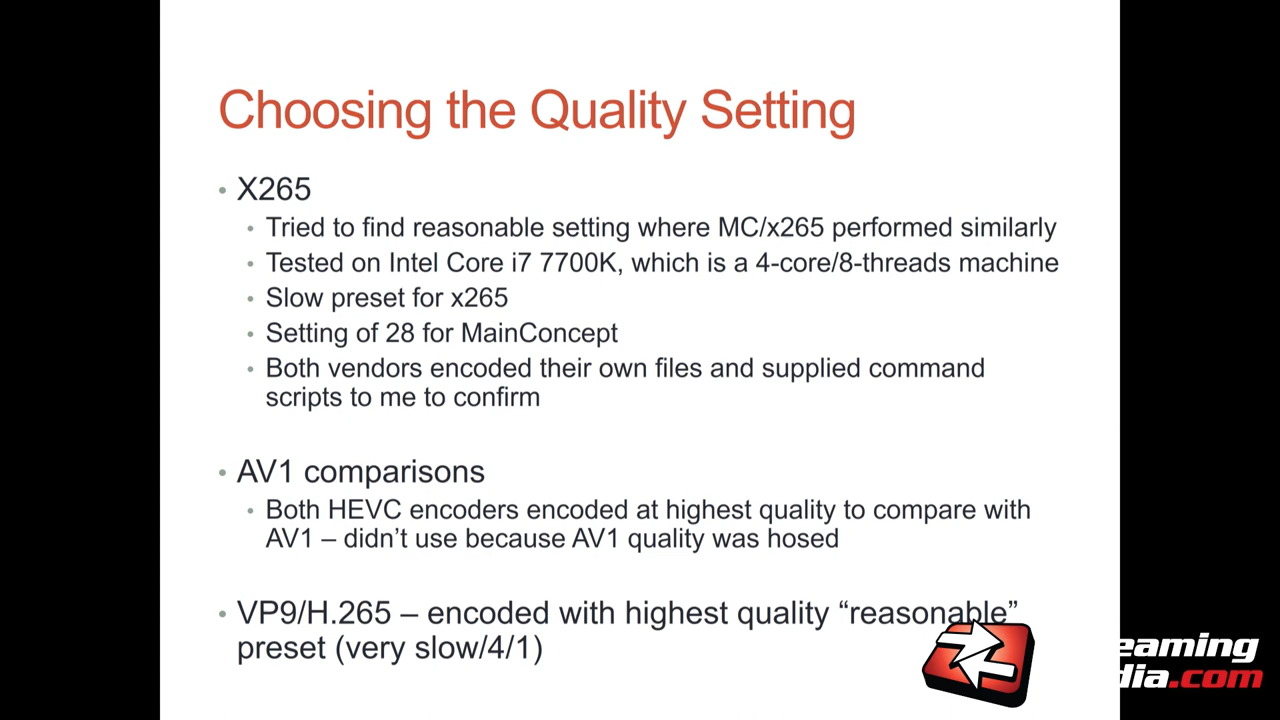 Choosing the Quality Setting
• X265
• Tried to find reasonable setting where MC/x265 performed similarly
• Tested on Intel Core i7 7700K, which is a 4-core/8-threads machine
• Slow preset for x265
• Setting of 28 for MainConcept
• Both vendors encoded their own files and supplied command
scripts to me to confirm
• AV1 comparisons
• Both HEVC encoders encoded at highest quality to compare with
AV1 – didn’t use because AV1 quality was hosed
• VP9/H.265 – encoded with highest quality “reasonable”
preset (very slow/4/1)
eaming
dia.com